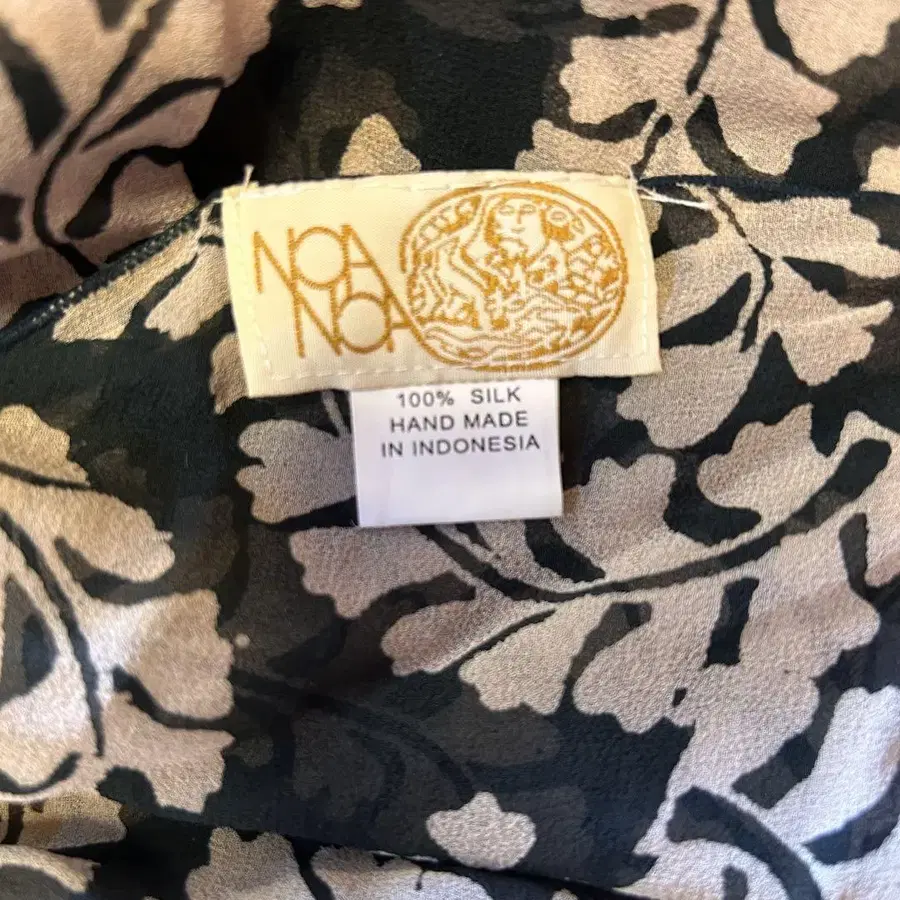 NOA
NOA
100% SILK
HAND MADE
IN INDONESIA